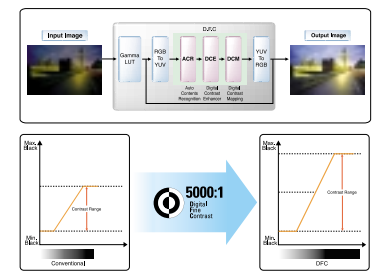 Input Image
DFC
Output Image
Gamma
LUT
RGB
To
YUV
ACR
DCE
DCM
YUV
To
RGB
Auto
Contents
Recognition
Digital
Contrast
Enhancer
Digital
Contrast
Mapping
Max.
Black
Contrast Range
Min.
Black
Conventional
5000:1
Digital
Fine
Contrast
Max.
Black
Contrast Range
Min.
Black
DFC